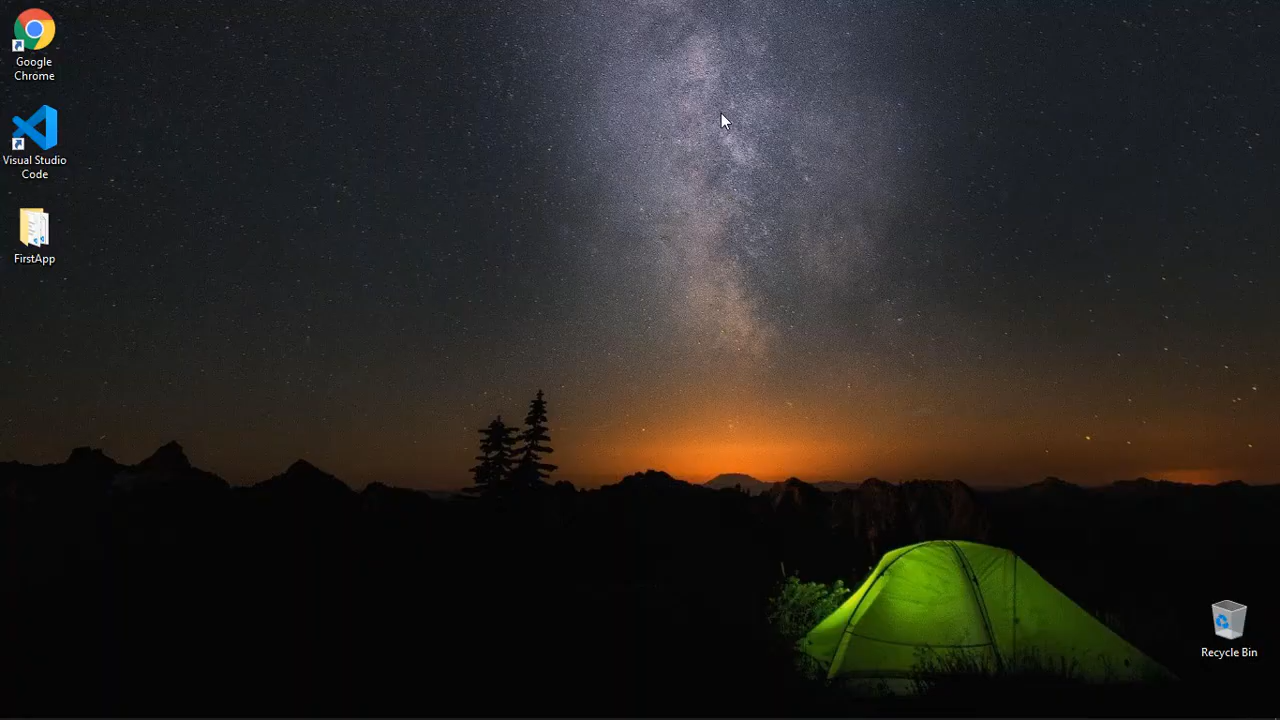 Google
Chrome
Visual Studio
Code
FirstApp
Recycle Bin